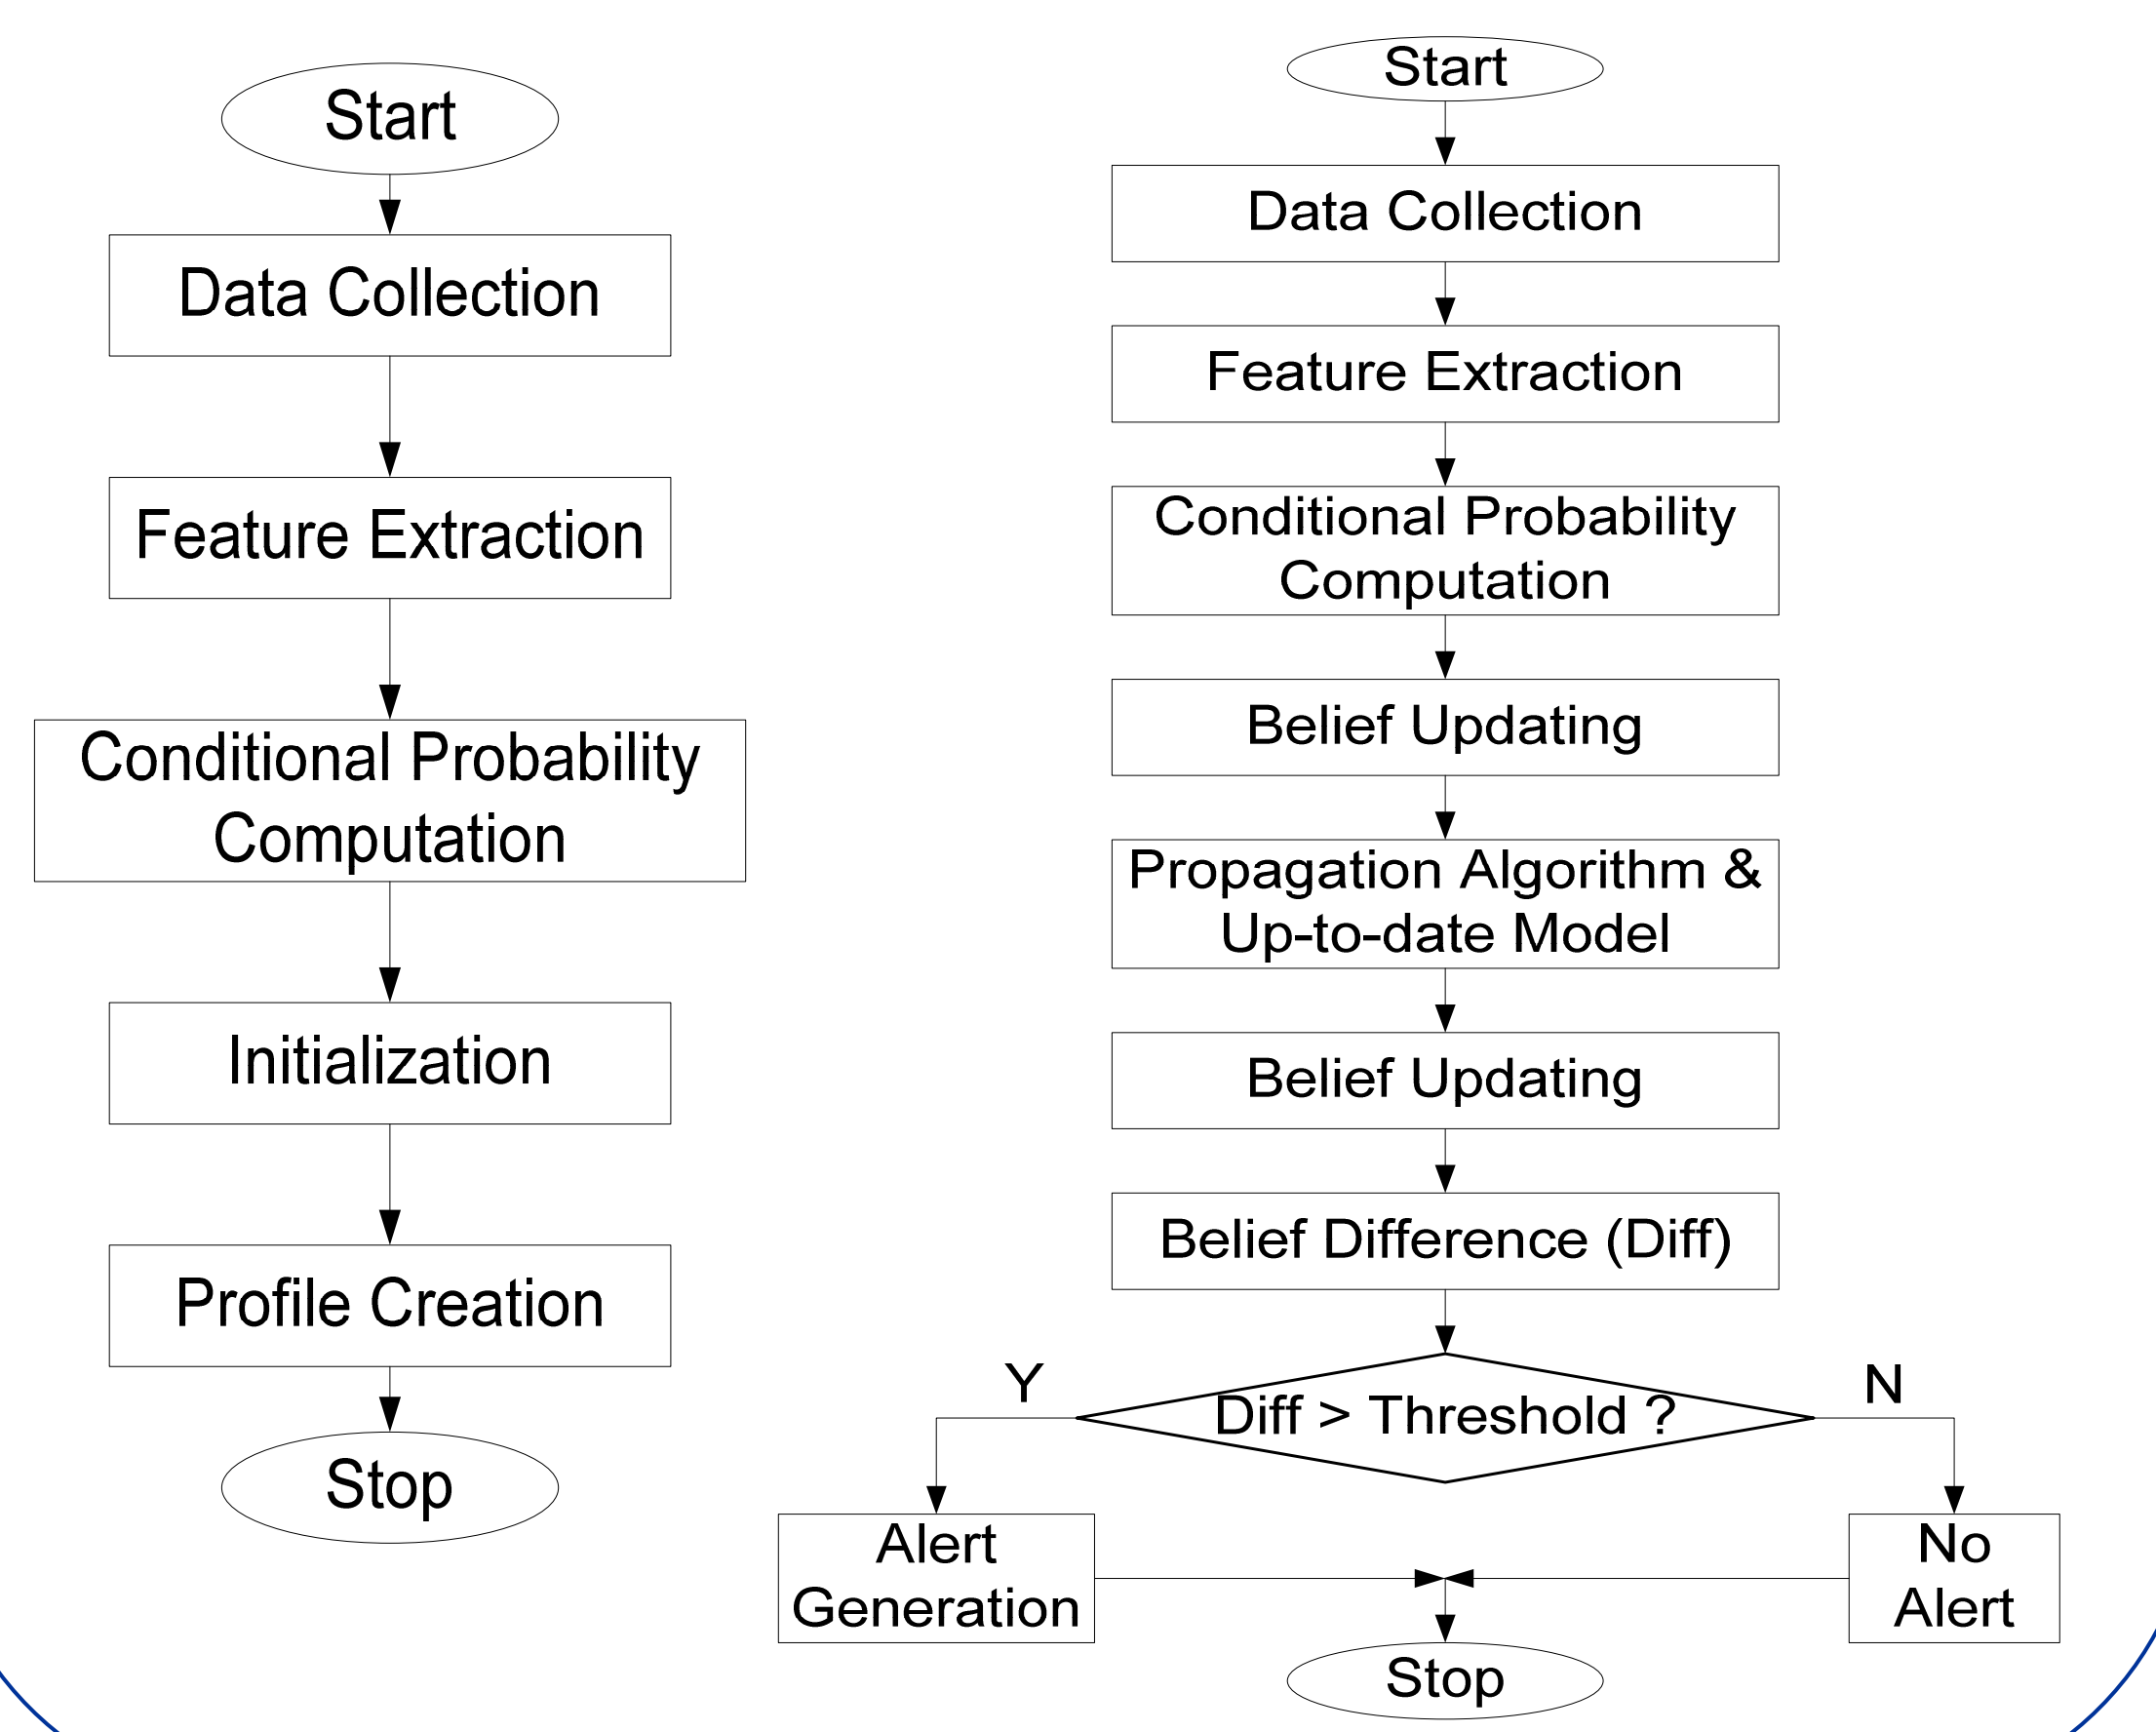 Start
Data Collection
Feature Extraction
Conditional Probability
Computation
Initialization
Profile Creation
Stop
Start
Data Collection
Feature Extraction
Conditional Probability
Computation
Belief Updating
Propagation Algorithm &
Up-to-date Model
Belief Updating
Belief Difference (Diff)
Y
Diff > Threshold ?
N
Alert
Generation
No
Alert
Stop